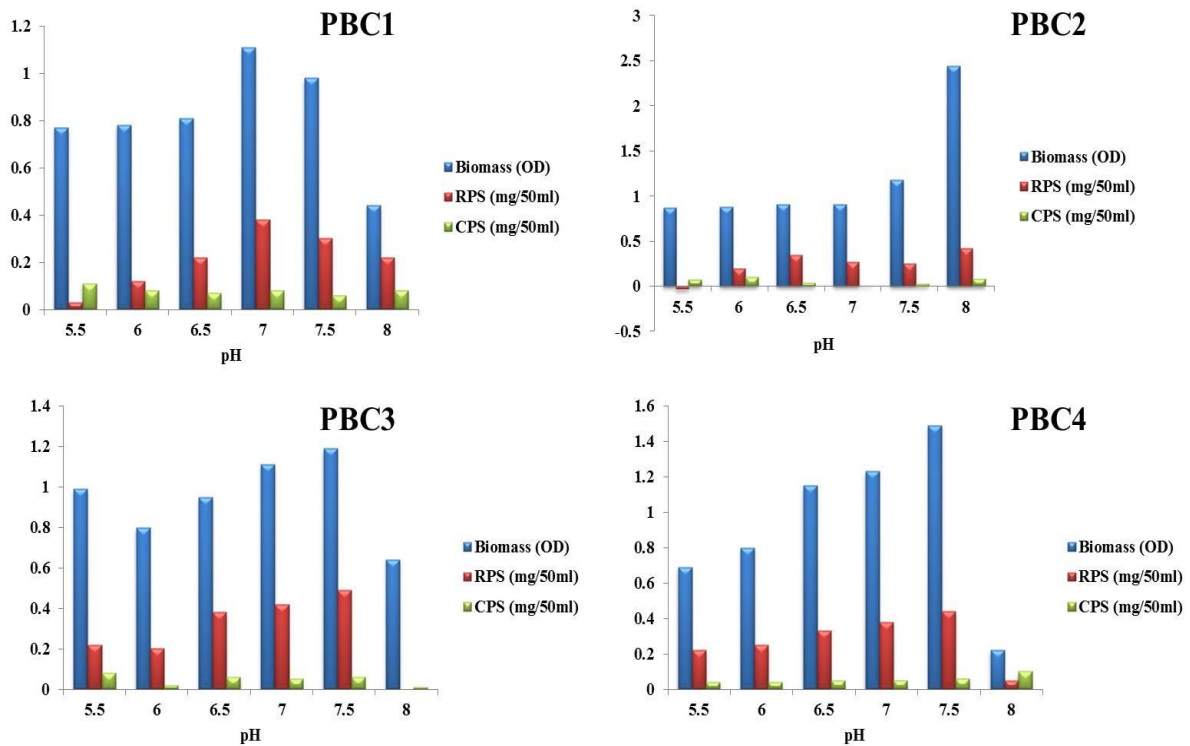 PBC1
1.2
1
0.8
0.6
0.4
0.2
0
5.5 6 6.5 7 7.5 8
pH
Biomass (OD)
RPS (mg/50ml)
CPS (mg/50ml)
PBC2
3
2.5
2
1.5
1
0.5
0
-0.5
5.5 6 6.5 7 7.5 8
pH
Biomass (OD)
RPS (mg/50ml)
CPS (mg/50ml)
PBC3
1.4
1.2
1
0.8
0.6
0.4
0.2
0
5.5 6 6.5 7 7.5 8
pH
Biomass (OD)
RPS (mg/50ml)
CPS (mg/50ml)
PBC4
1.6
1.4
1.2
1
0.8
0.6
0.4
0.2
0
5.5 6 6.5 7 7.5 8
pH
Biomass (OD)
RPS (mg/50ml)
CPS (mg/50ml)